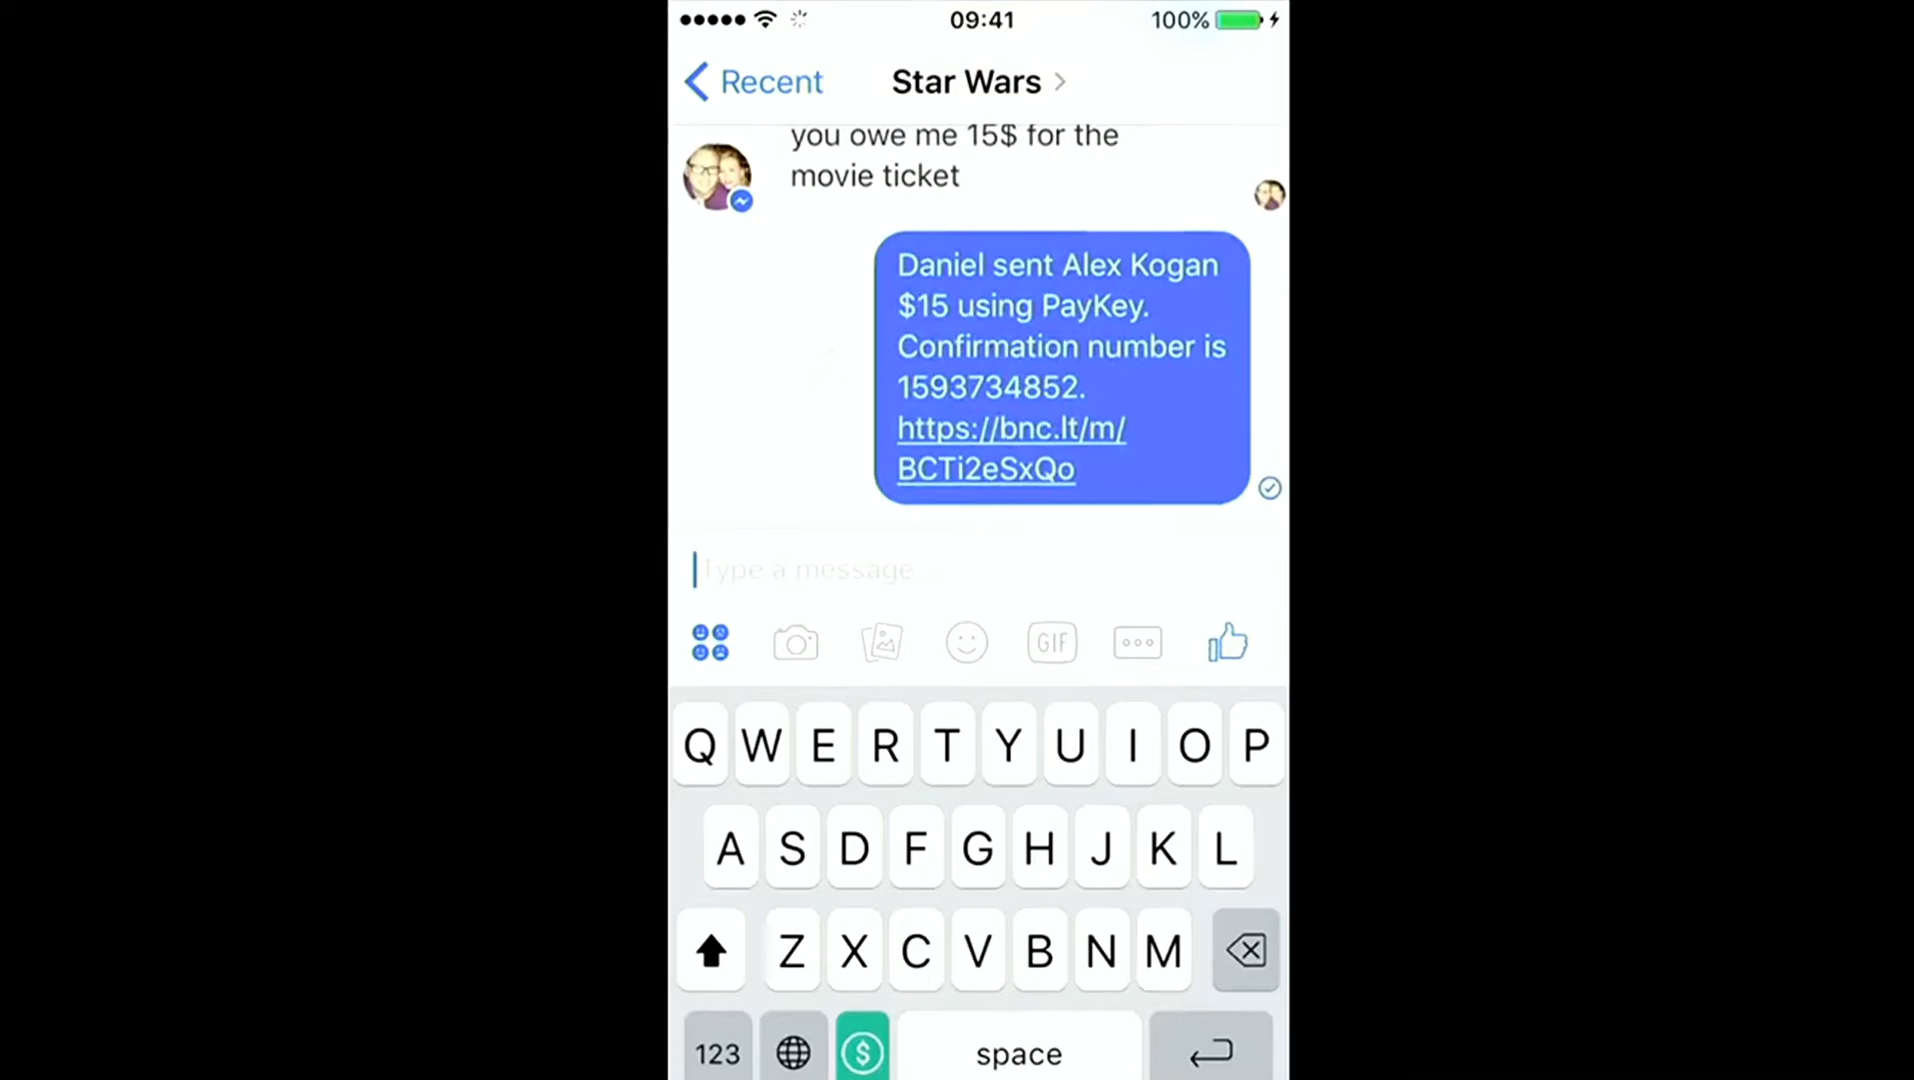 09:41
100%
Recent
Star Wars
you owe me 15$ for the
movie ticket
Daniel sent Alex Kogan
$15 using PayKey.
Confirmation number is
1593734852.
https://bnc.lt/m/
BCTi2eSxQo
Type a message...
GIF
Q W E R T Y U I O P
A S D F G H J K L
Z X C V B N M
123 $ space